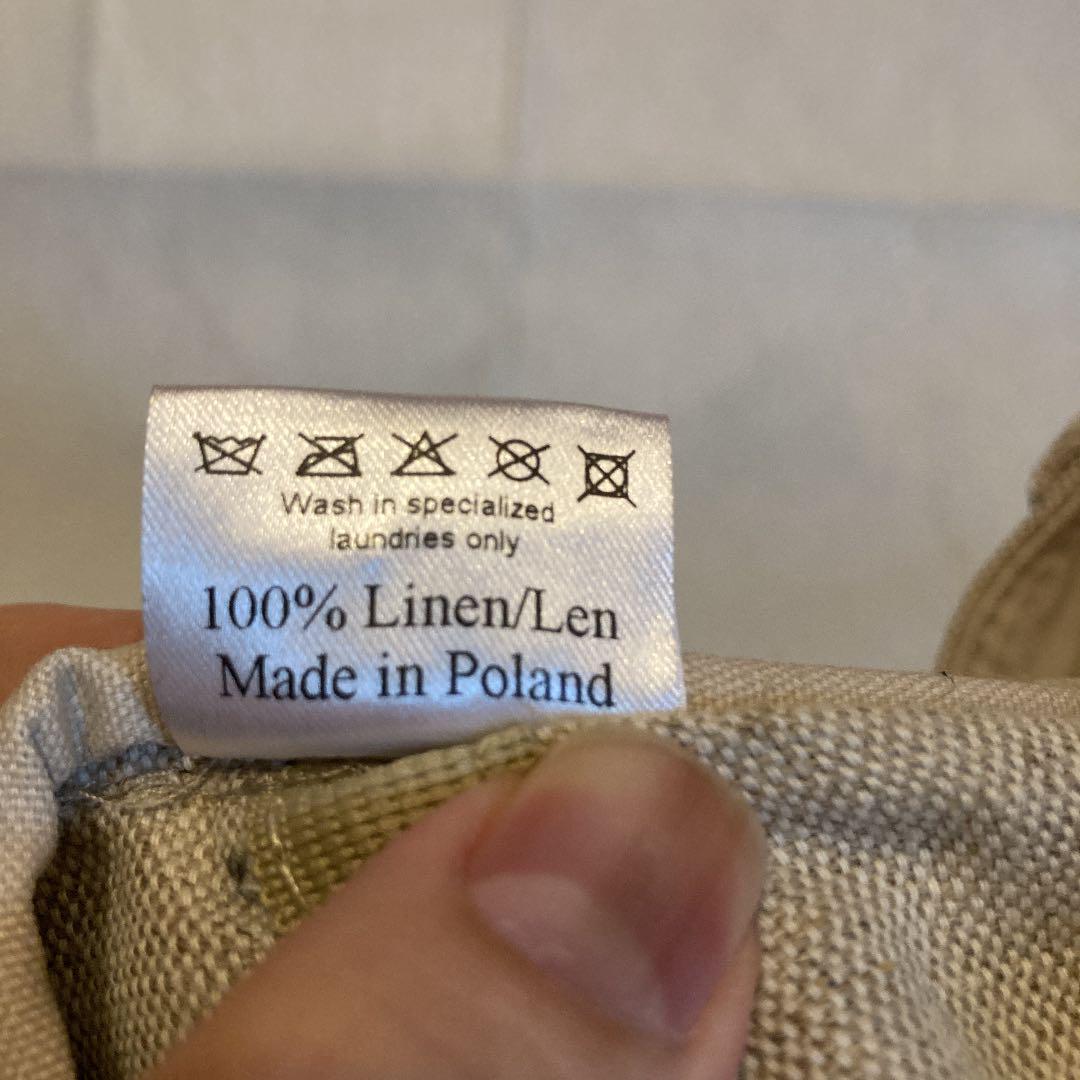 Wash in specialized
laundries only
100% Linen/Len
Made in Poland